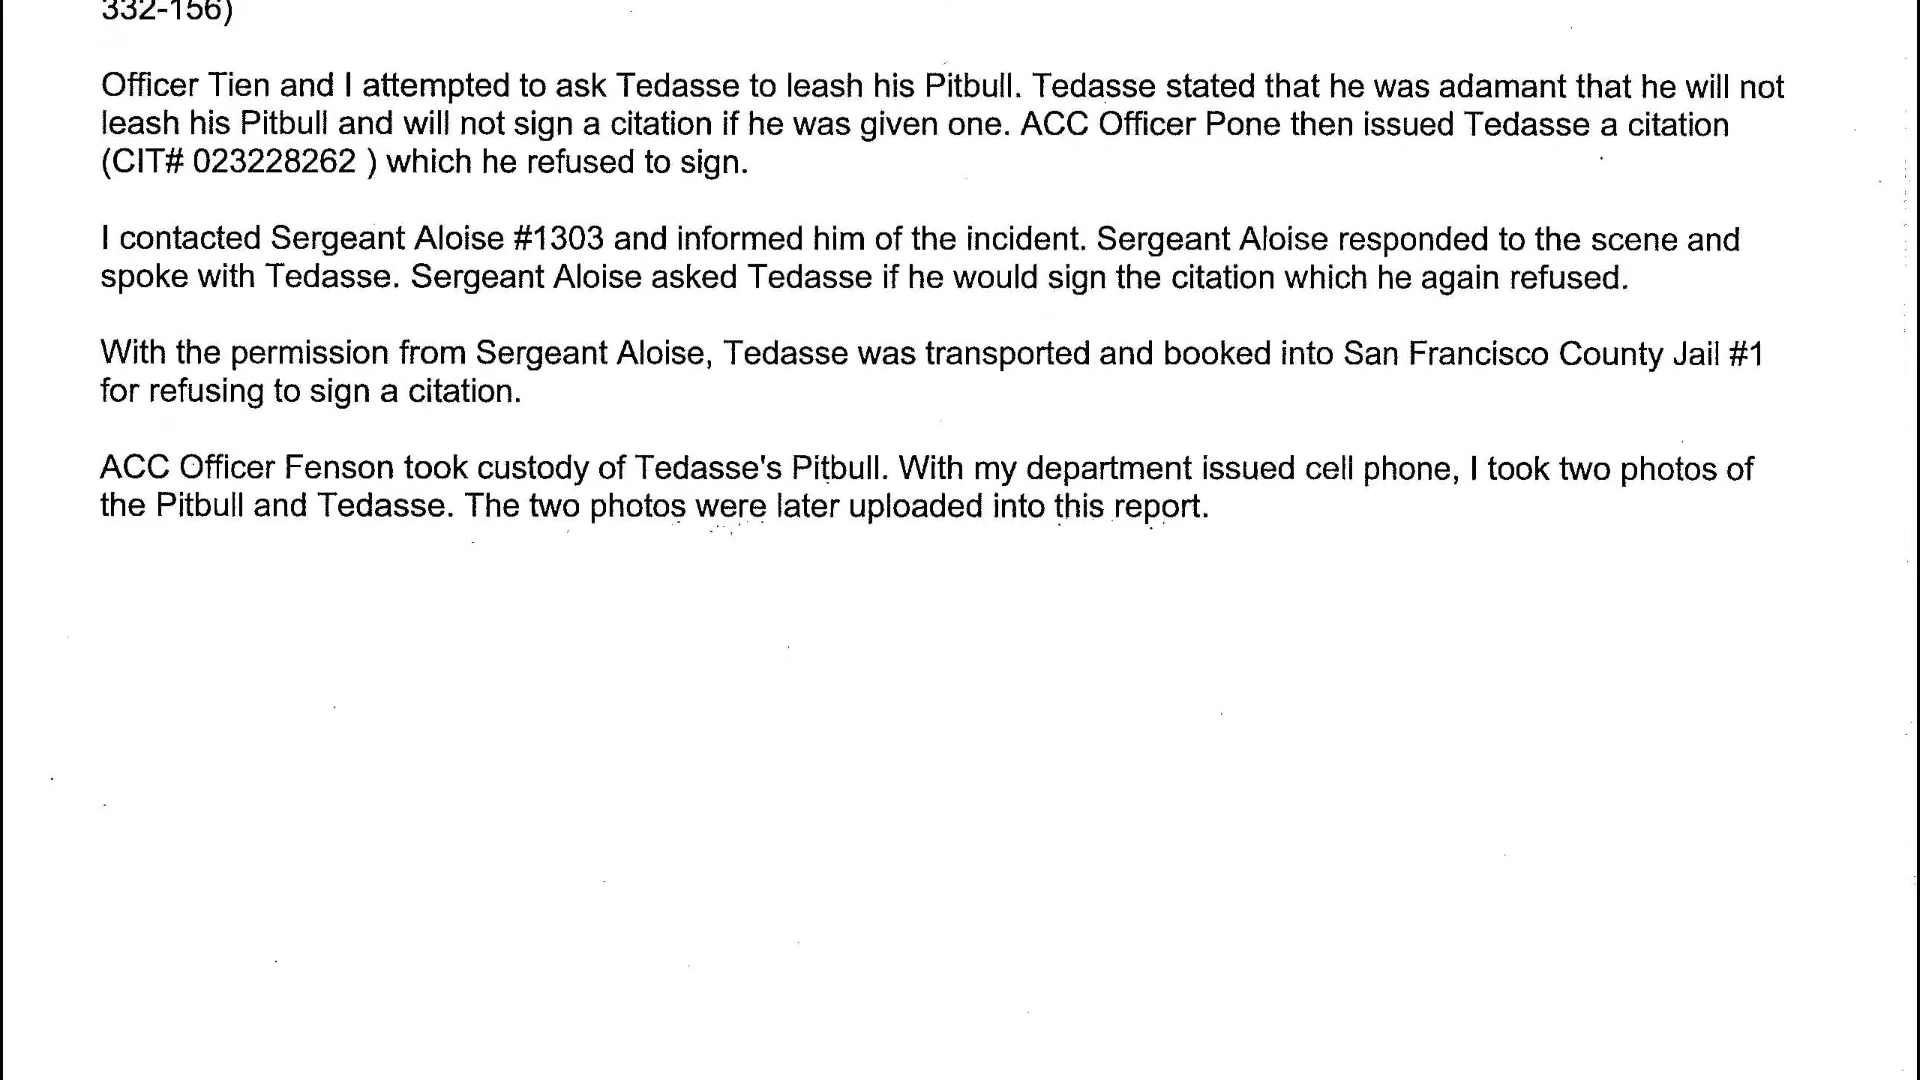 332-156)
Officer Tien and I attempted to ask Tedasse to leash his Pitbull. Tedasse stated that he was adamant that he will not
leash his Pitbull and will not sign a citation if he was given one. ACC Officer Pone then issued Tedasse a citation
(CIT# 023228262 ) which he refused to sign.
I contacted Sergeant Aloise #1303 and informed him of the incident. Sergeant Aloise responded to the scene and
spoke with Tedasse. Sergeant Aloise asked Tedasse if he would sign the citation which he again refused.
With the permission from Sergeant Aloise, Tedasse was transported and booked into San Francisco County Jail #1
for refusing to sign a citation.
ACC Officer Fenson took custody of Tedasse's Pitbull. With my department issued cell phone, I took two photos of
the Pitbull and Tedasse. The two photos were later uploaded into this report.